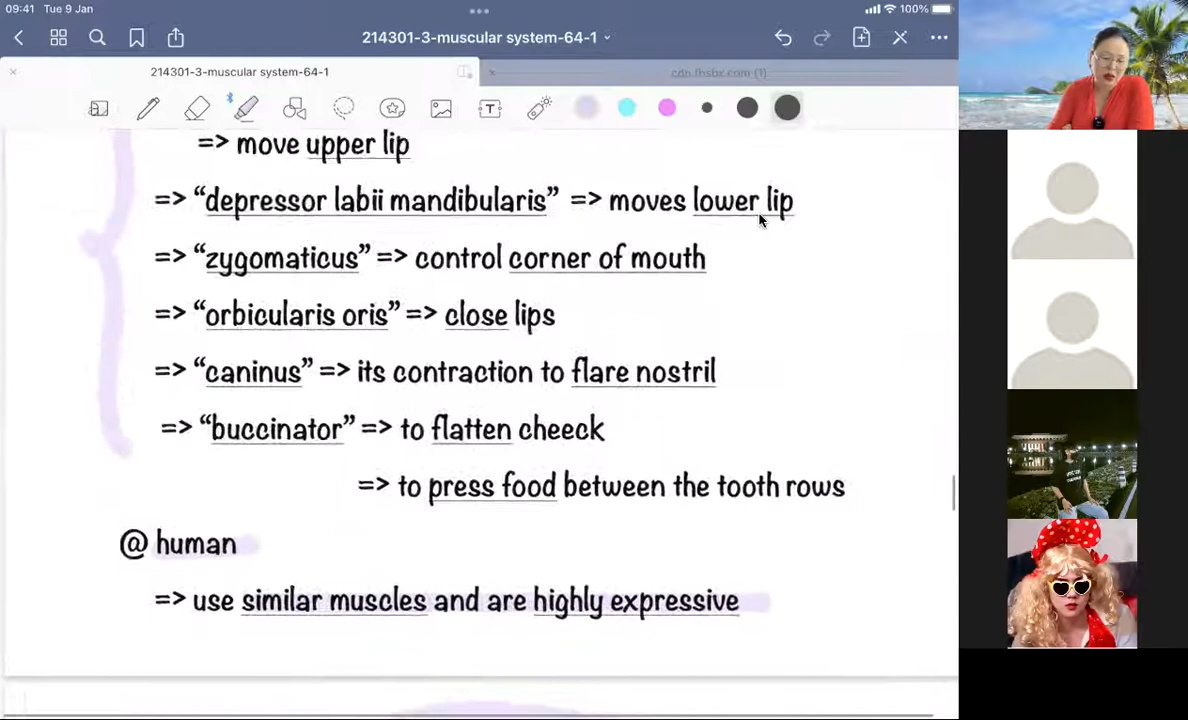 09:41 Tue 9 Jan
100%
214301-3-muscular system-64-1
214301-3-muscular system-64-1
=> move upper lip
=> “depressor labii mandibularis” => moves lower lip
=> “zygomaticus” => control corner of mouth
=> “orbicularis oris” => close lips
=> “caninus” => its contraction to flare nostril
=> “buccinator” => to flatten cheeck
=> to press food between the tooth rows
@ human
=> use similar muscles and are highly expressive